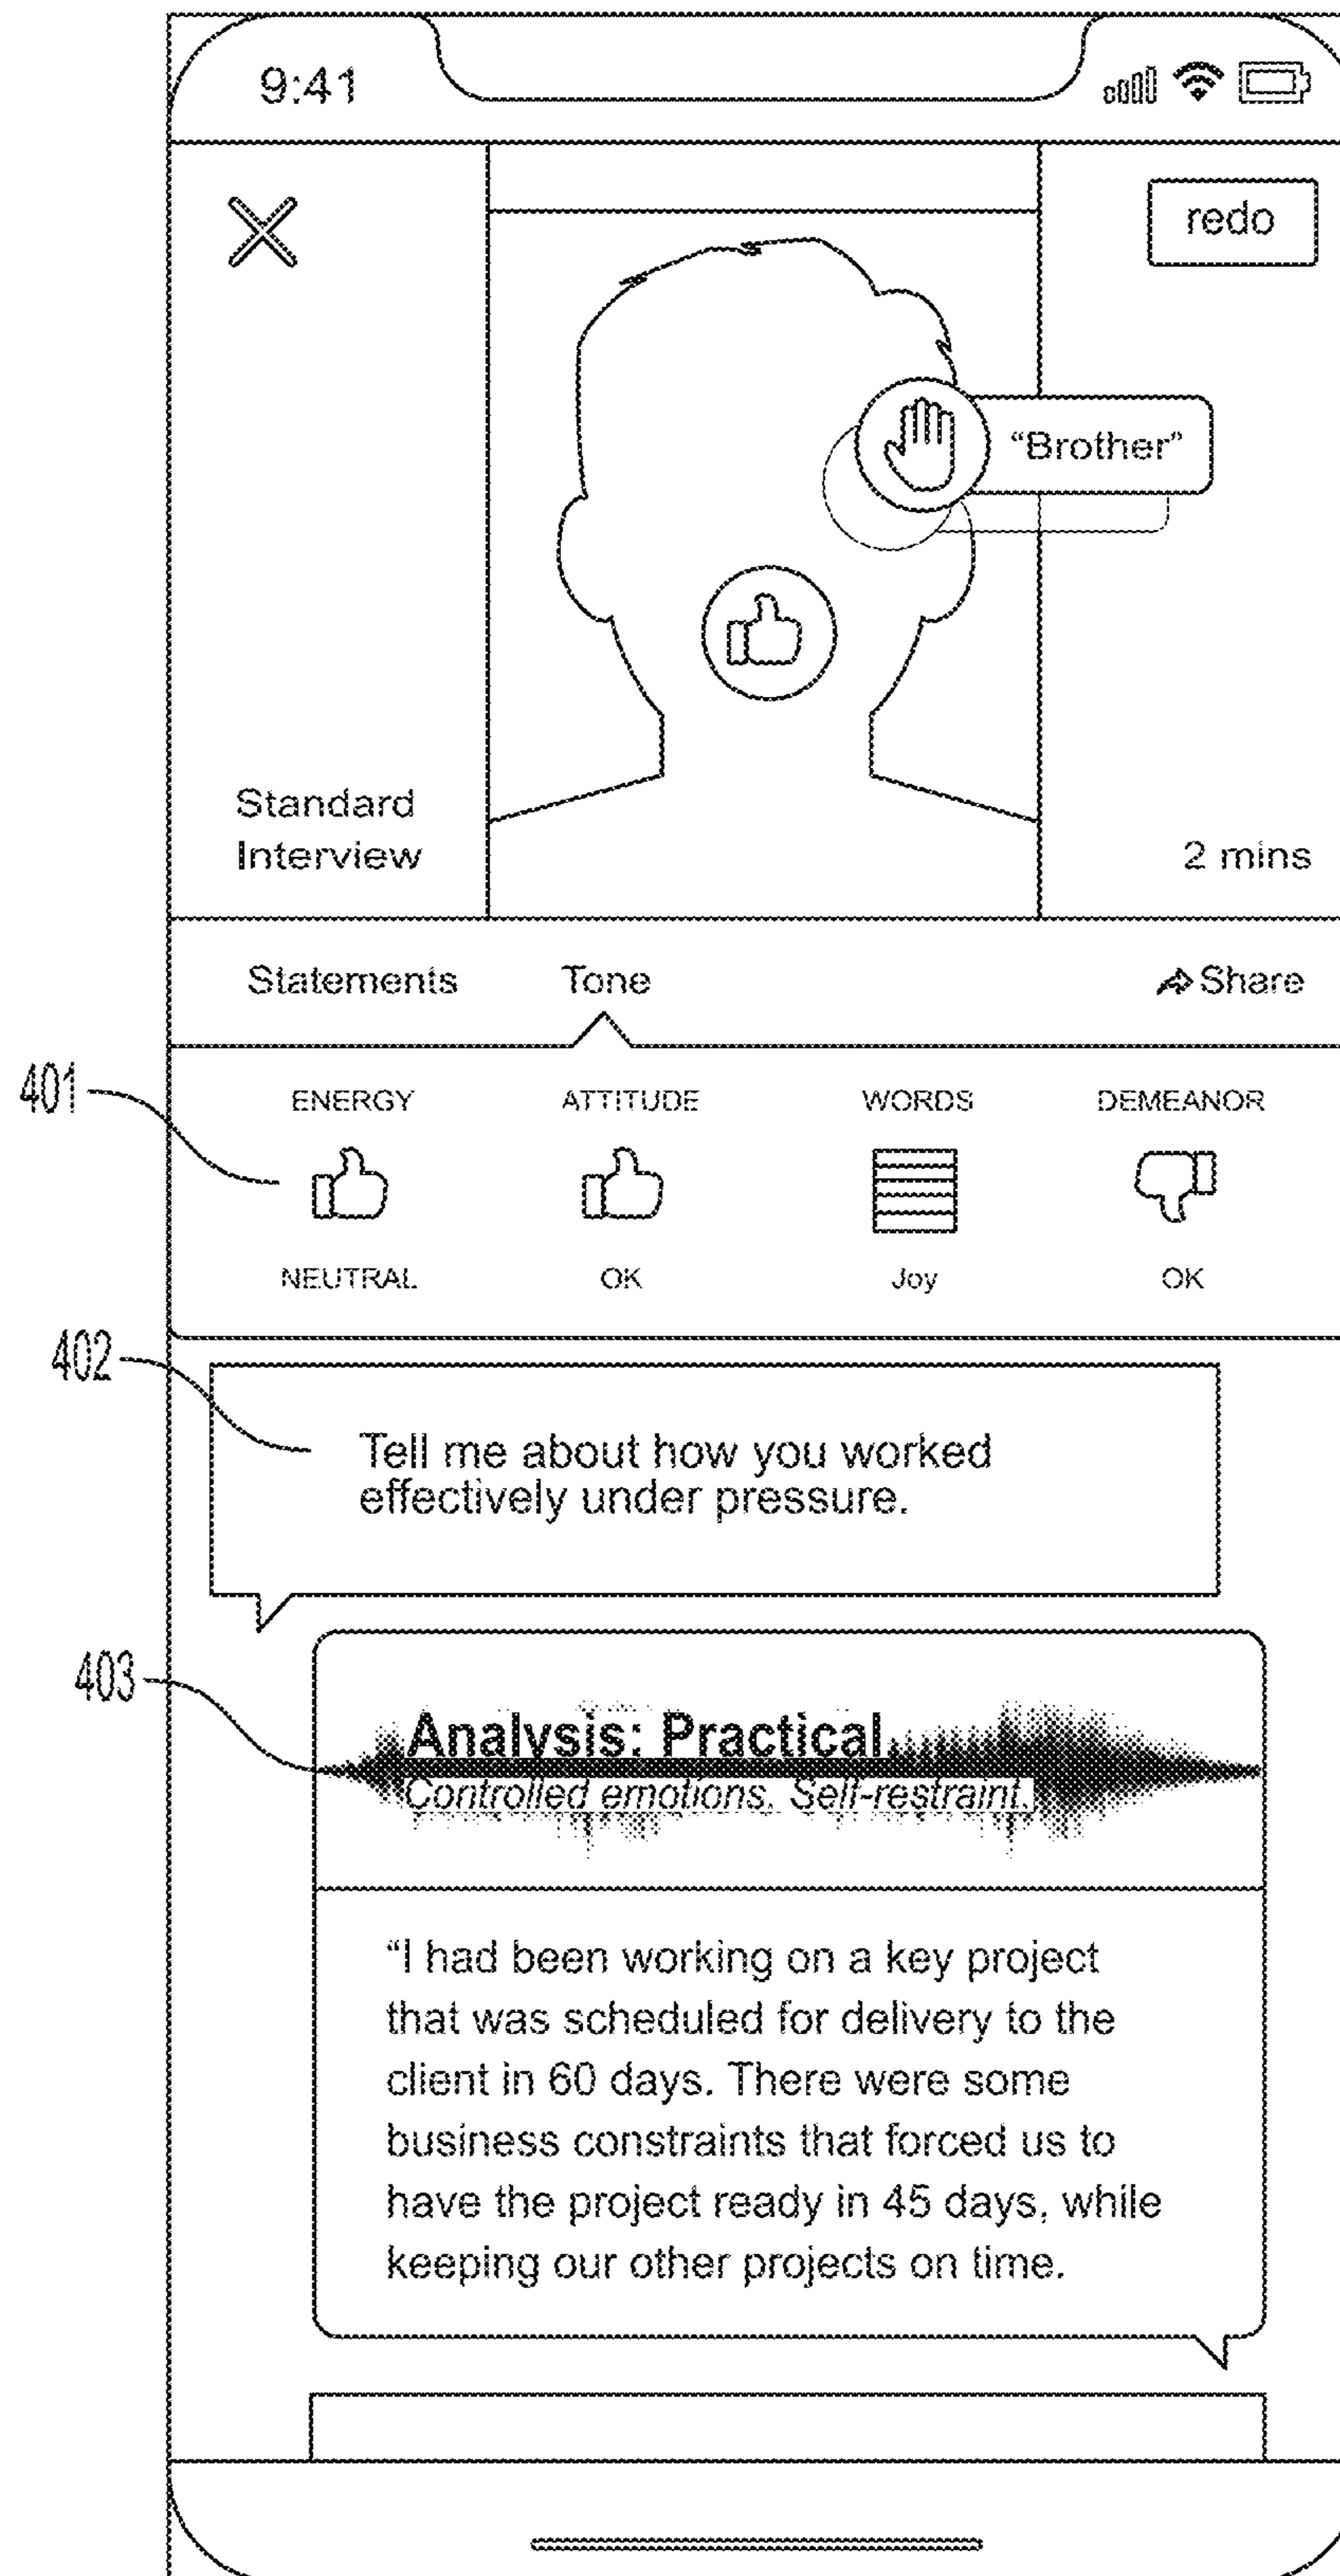 9:41
redo
“Brother”
Standard
Interview
2 mins
Statements Tone Share
401
ENERGY ATTITUDE WORDS DEMEANOR
NEUTRAL OK Joy OK
402
Tell me about how you worked
effectively under pressure.
403
Analysis: Practical
Controlled emotions. Self-restraint.
“I had been working on a key project
that was scheduled for delivery to the
client in 60 days. There were some
business constraints that forced us to
have the project ready in 45 days, while
keeping our other projects on time.